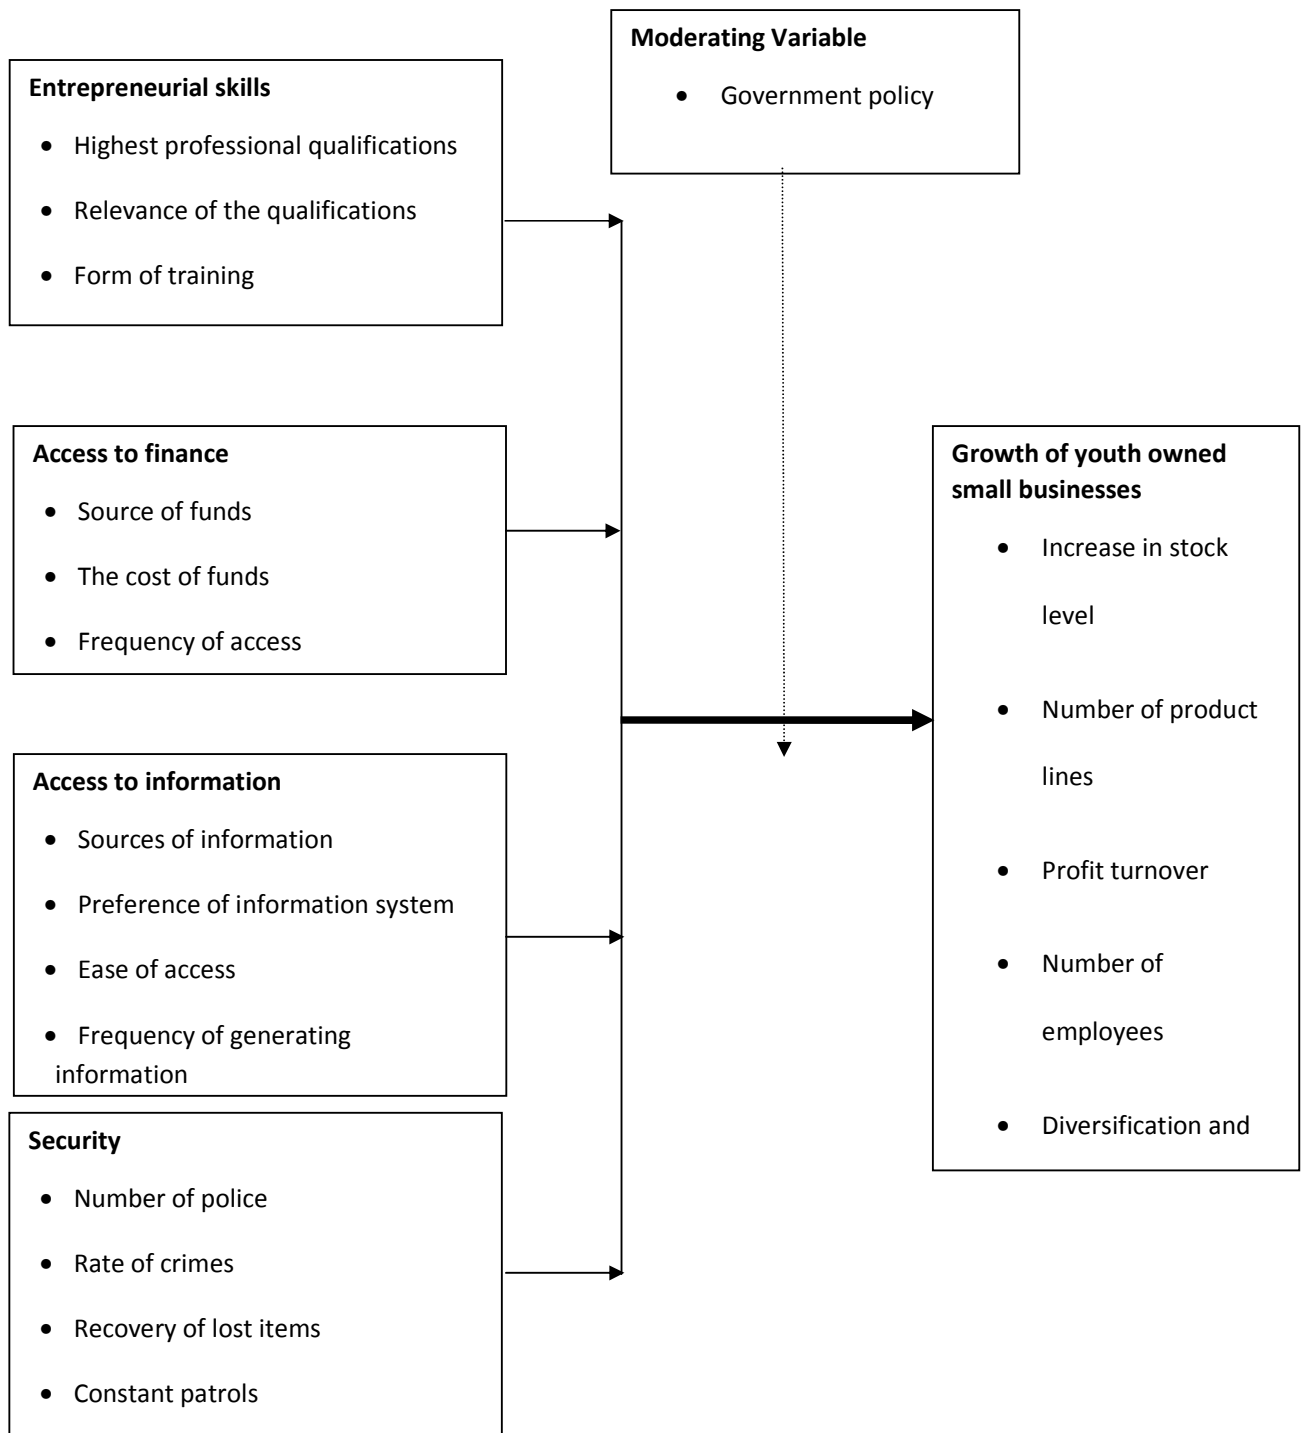 Moderating Variable
• Government policy
Entrepreneurial skills
• Highest professional qualifications
• Relevance of the qualifications
• Form of training
Access to finance
• Source of funds
• The cost of funds
• Frequency of access
Access to information
• Sources of information
• Preference of information system
• Ease of access
• Frequency of generating
information
Security
• Number of police
• Rate of crimes
• Recovery of lost items
• Constant patrols
Growth of youth owned
small businesses
• Increase in stock
level
• Number of product
lines
• Profit turnover
• Number of
employees
• Diversification and